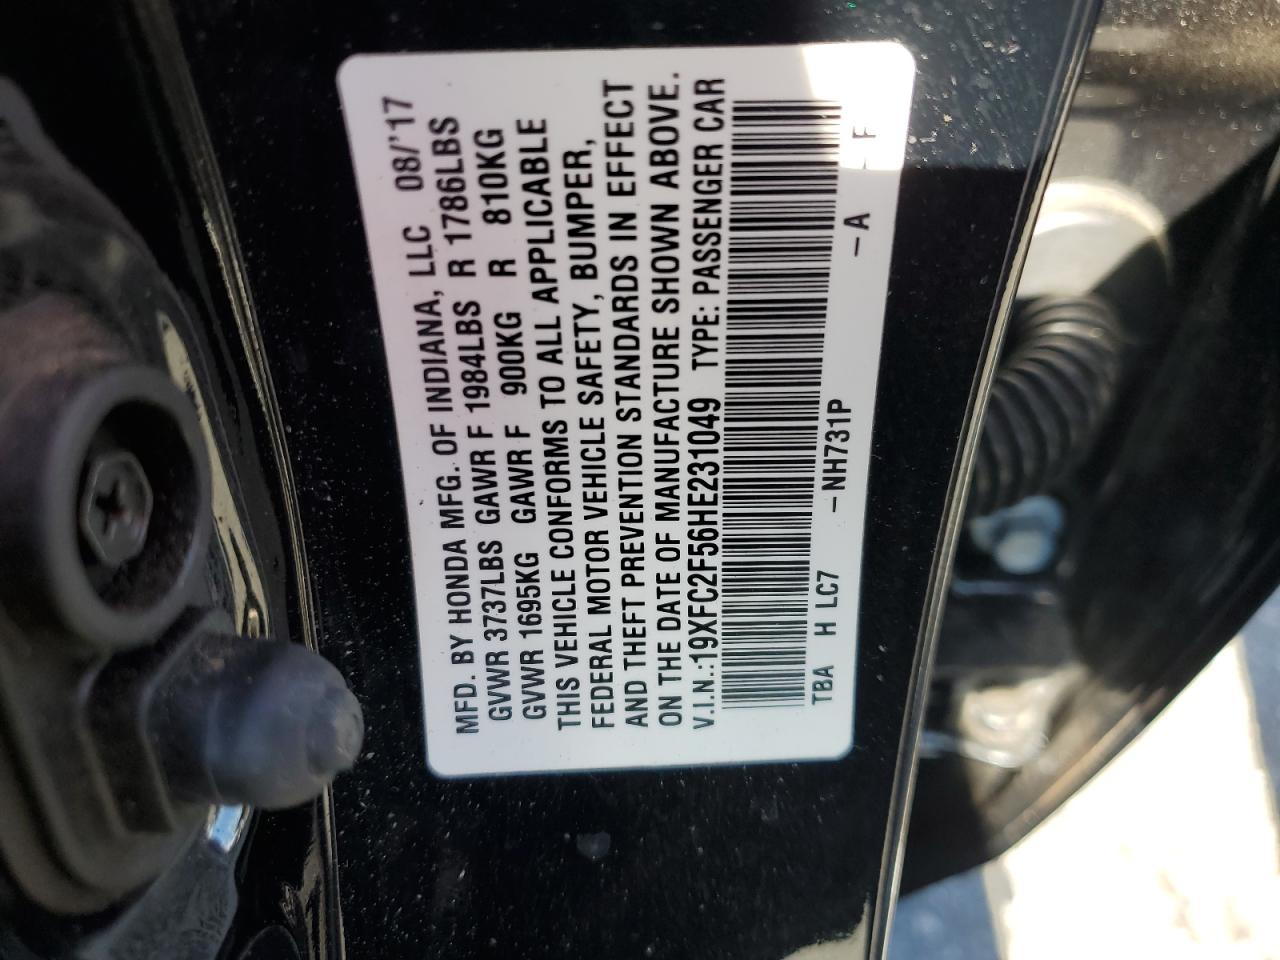 MFD. BY HONDA MFG. OF INDIANA, LLC 08/'17
GVWR 3737LBS GAWR F 1984LBS R 1786LBS
GVWR 1695KG GAWR F 900KG R 810KG
THIS VEHICLE CONFORMS TO ALL APPLICABLE
FEDERAL MOTOR VEHICLE SAFETY, BUMPER,
AND THEFT PREVENTION STANDARDS IN EFFECT
ON THE DATE OF MANUFACTURE SHOWN ABOVE.
V.I.N.:19XFC2F56HE231049 TYPE: PASSENGER CAR
TBA H LC7 –NH731P –A –F